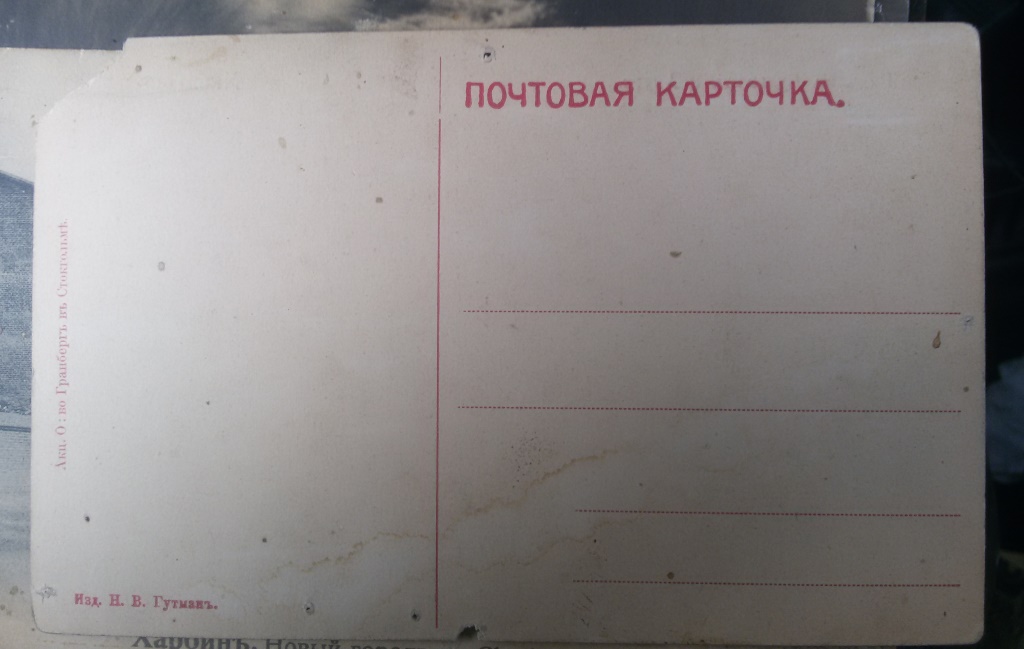 ПОЧТОВАЯ КАРТОЧКА.
Акц. О: во Гранбергъ въ Стокгольмѣ.
Изд. Н. В. Гутманъ.
Харбинъ. Новый